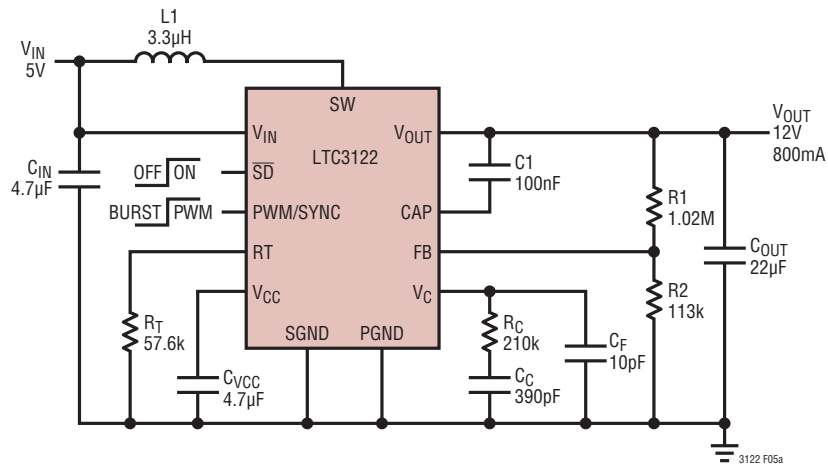 L1
3.3µH
VIN
5V
SW
VIN
VOUT
VOUT
12V
800mA
LTC3122
CIN
4.7µF
OFF ON
SD
C1
100nF
BURST PWM
PWM/SYNC
CAP
R1
1.02M
RT
FB
COUT
22µF
VCC
VC
R2
113k
RT
57.6k
SGND
PGND
RC
210k
CF
10pF
CVCC
4.7µF
CC
390pF
3122 F05a